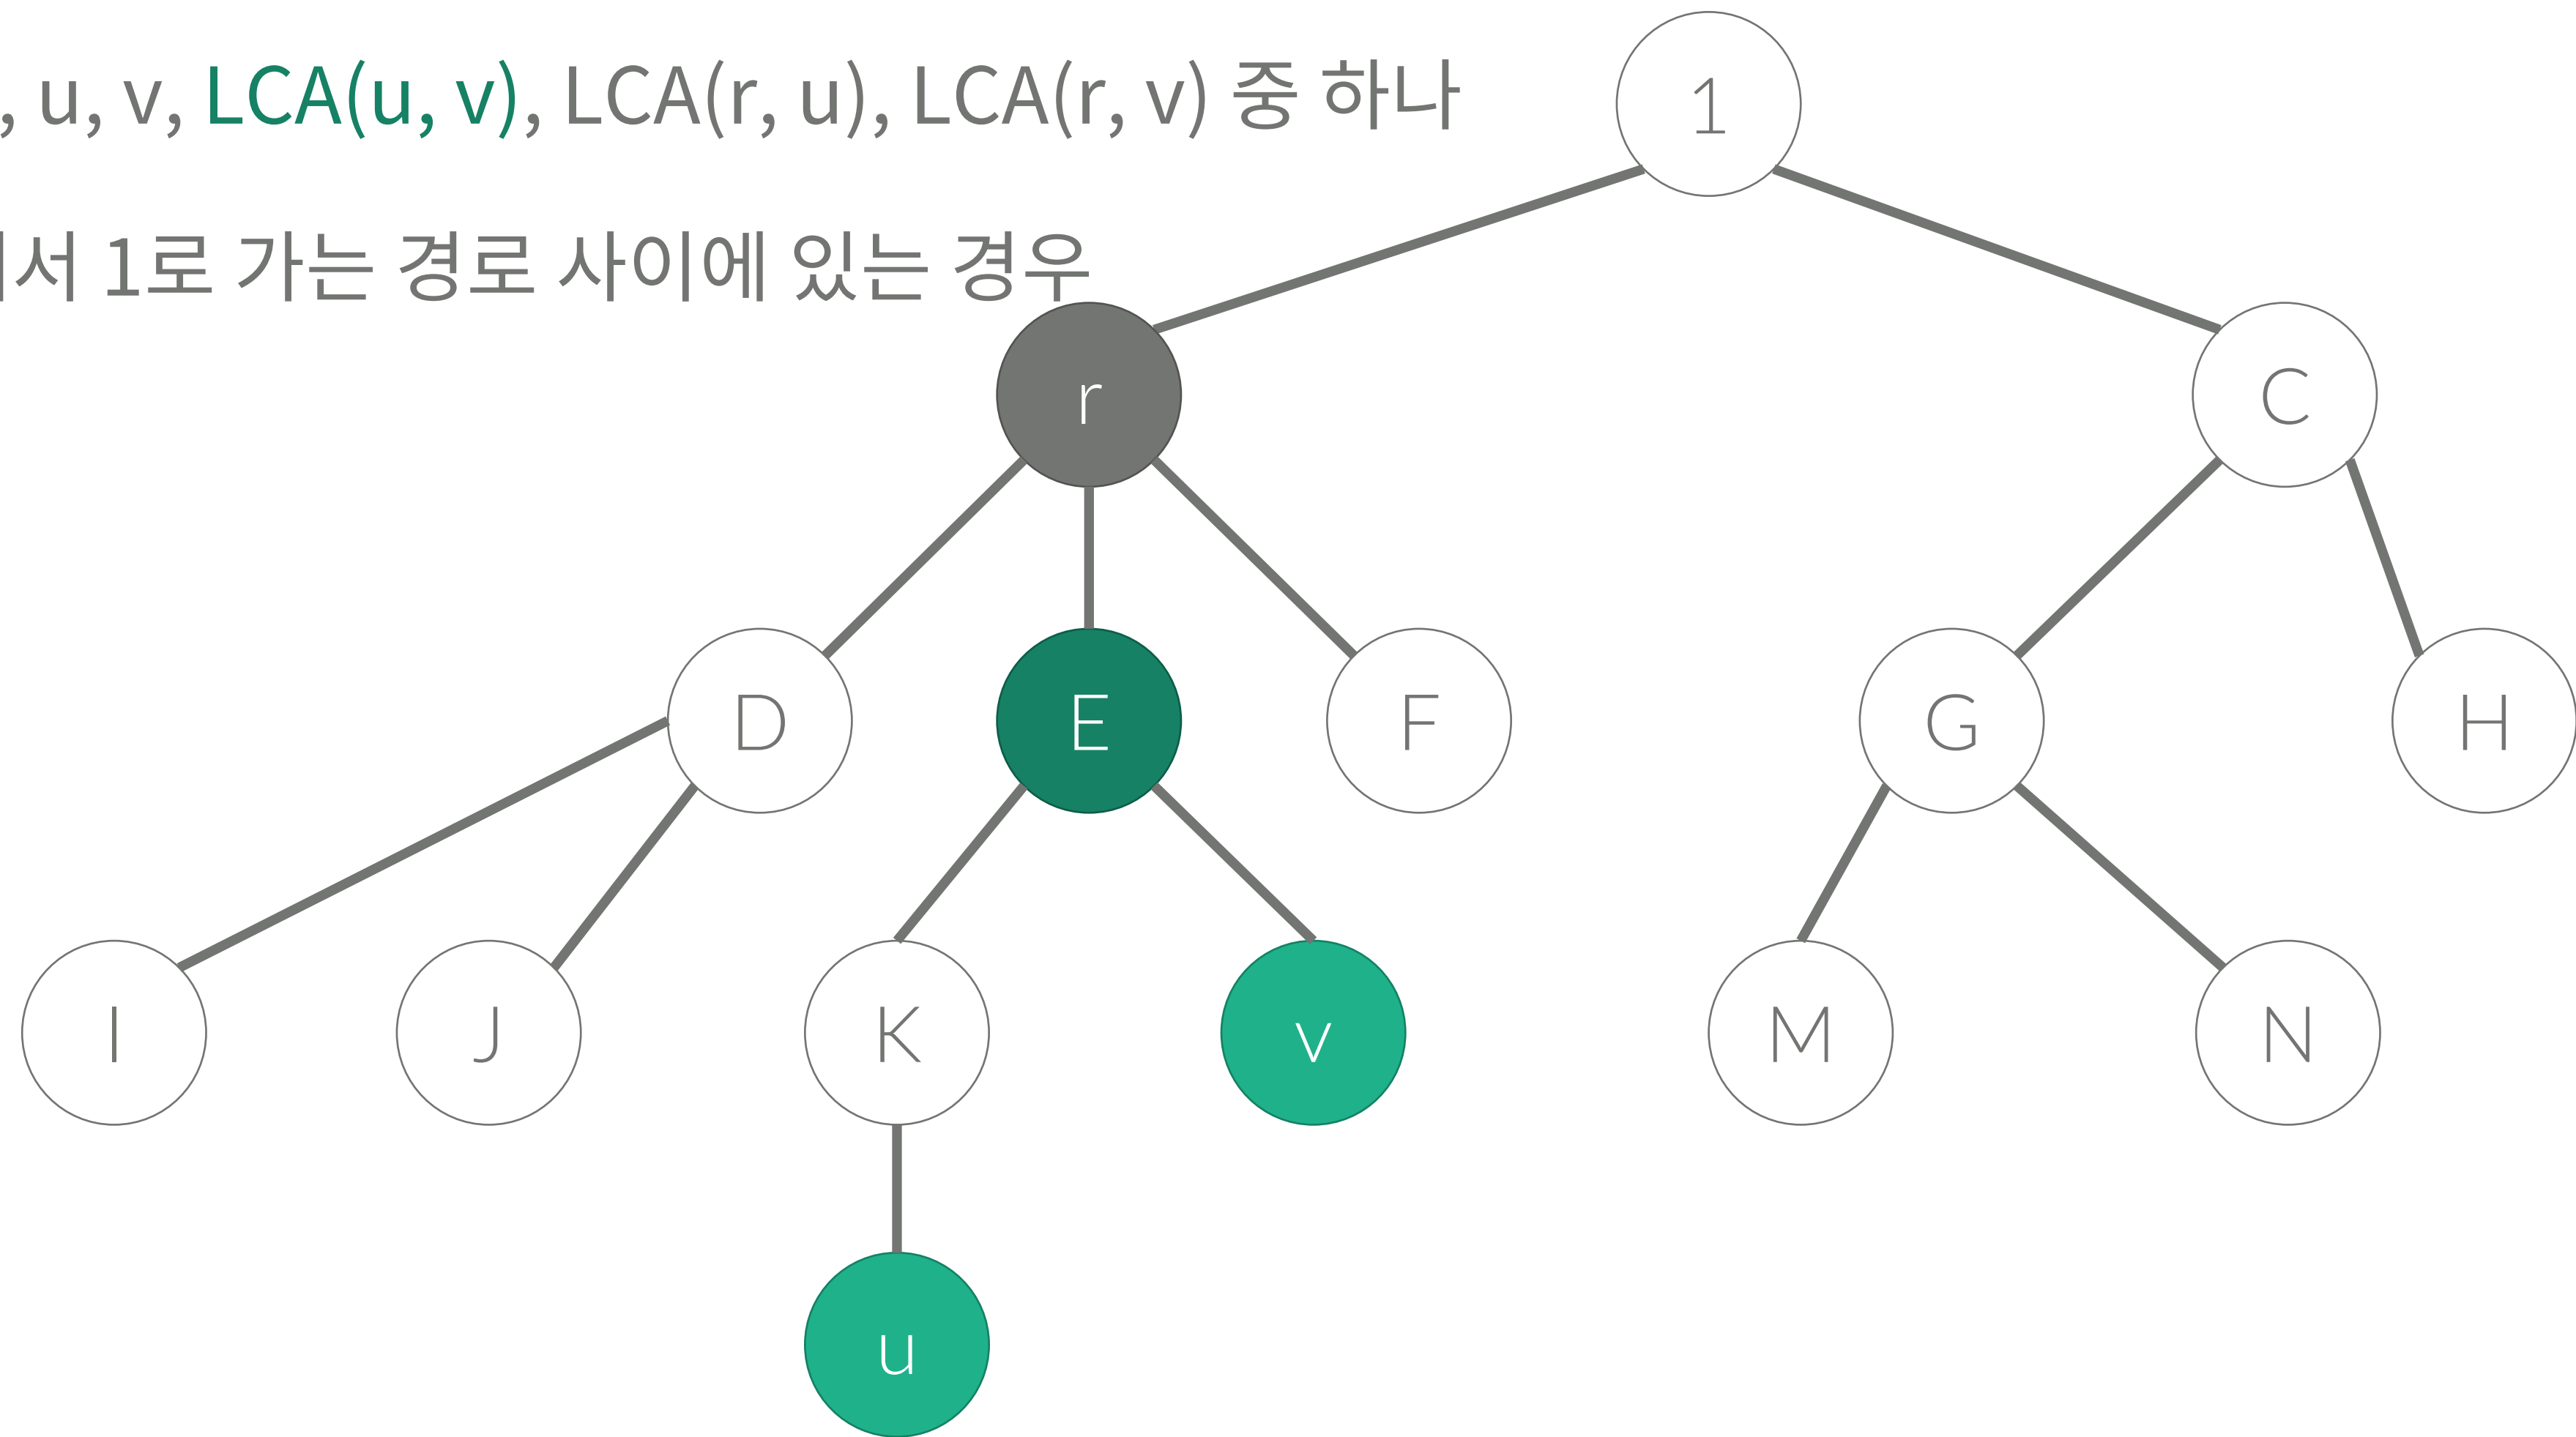 , u, v, LCA(u, v), LCA(r, u), LCA(r, v) 중 하나
1
서 1로 가는 경로 사이에 있는 경우
r
C
D
E
F
G
H
I
J
K
v
M
N
u